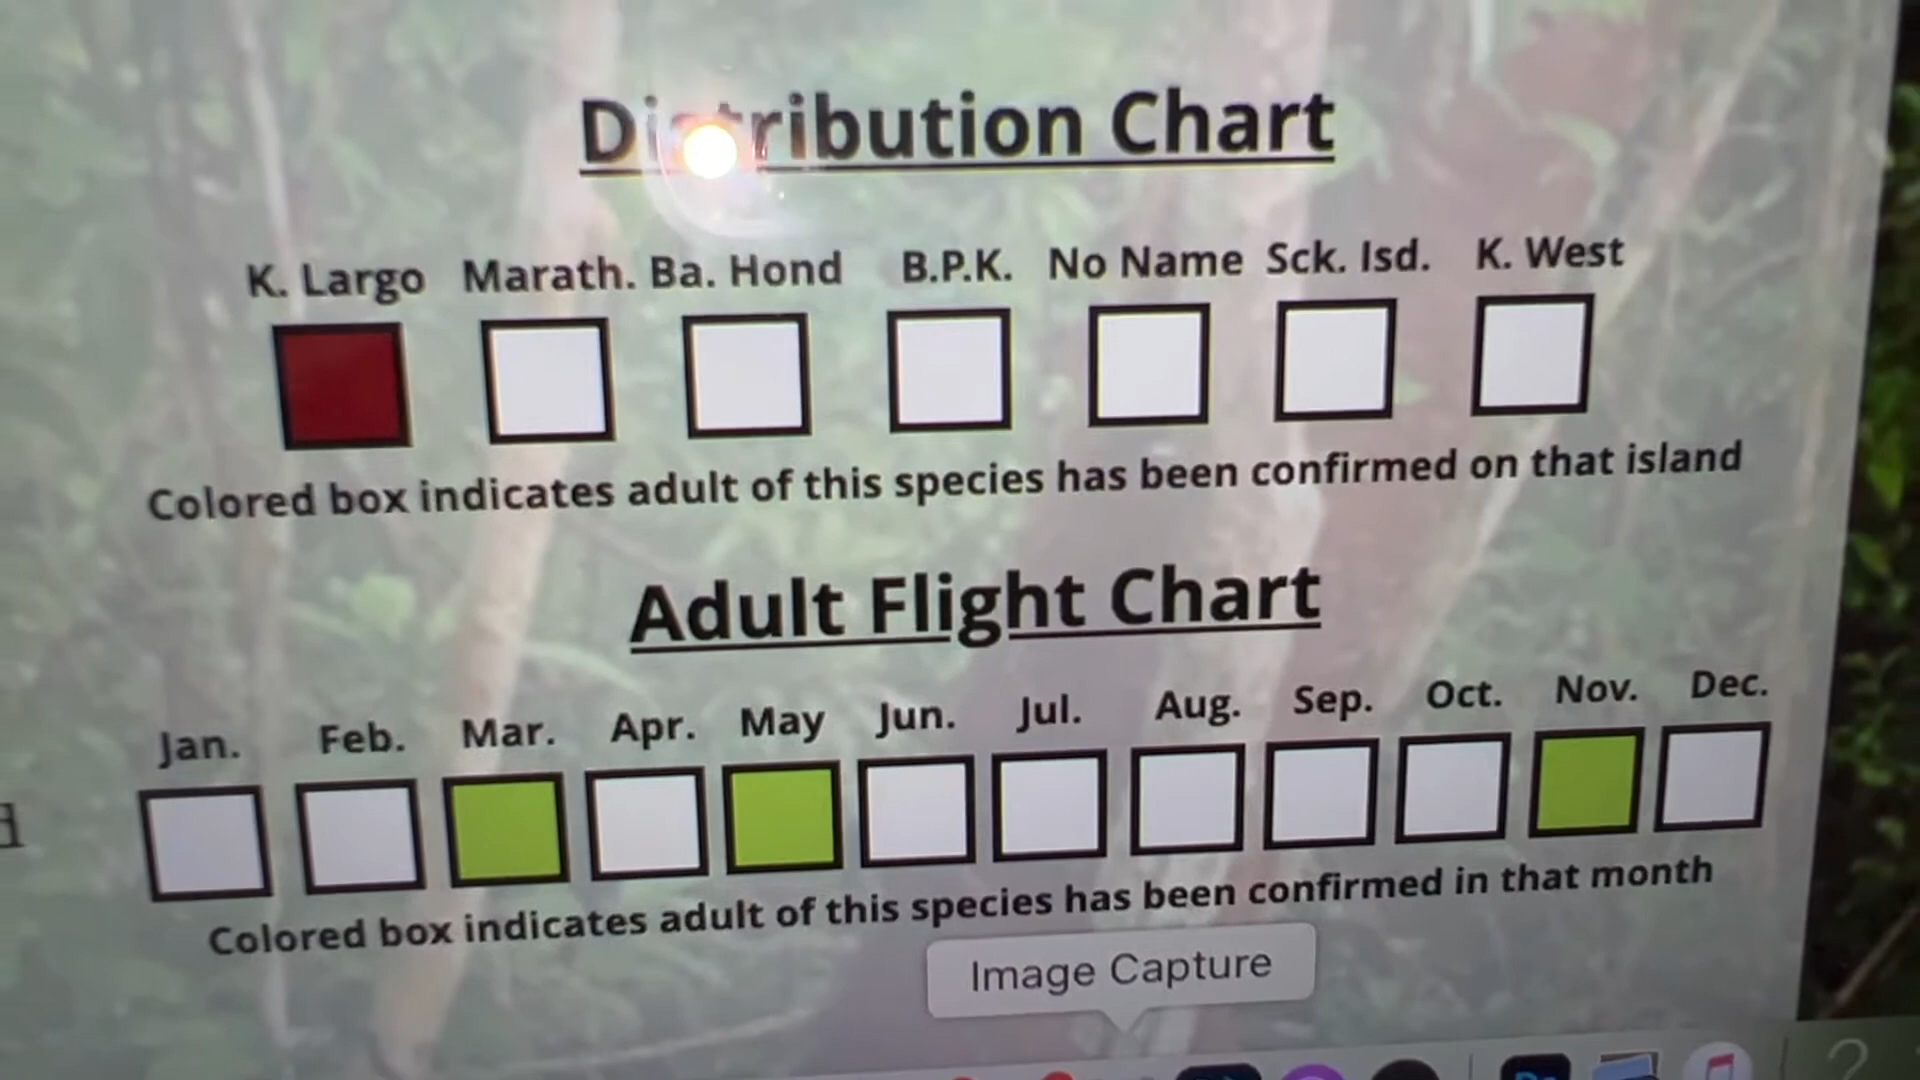 Distribution Chart
K. Largo Marath. Ba. Hond B.P.K. No Name Sck. Isd. K. West
Colored box indicates adult of this species has been confirmed on that island
Adult Flight Chart
Jan. Feb. Mar. Apr. May Jun. Jul. Aug. Sep. Oct. Nov. Dec.
Colored box indicates adult of this species has been confirmed in that month
Image Capture